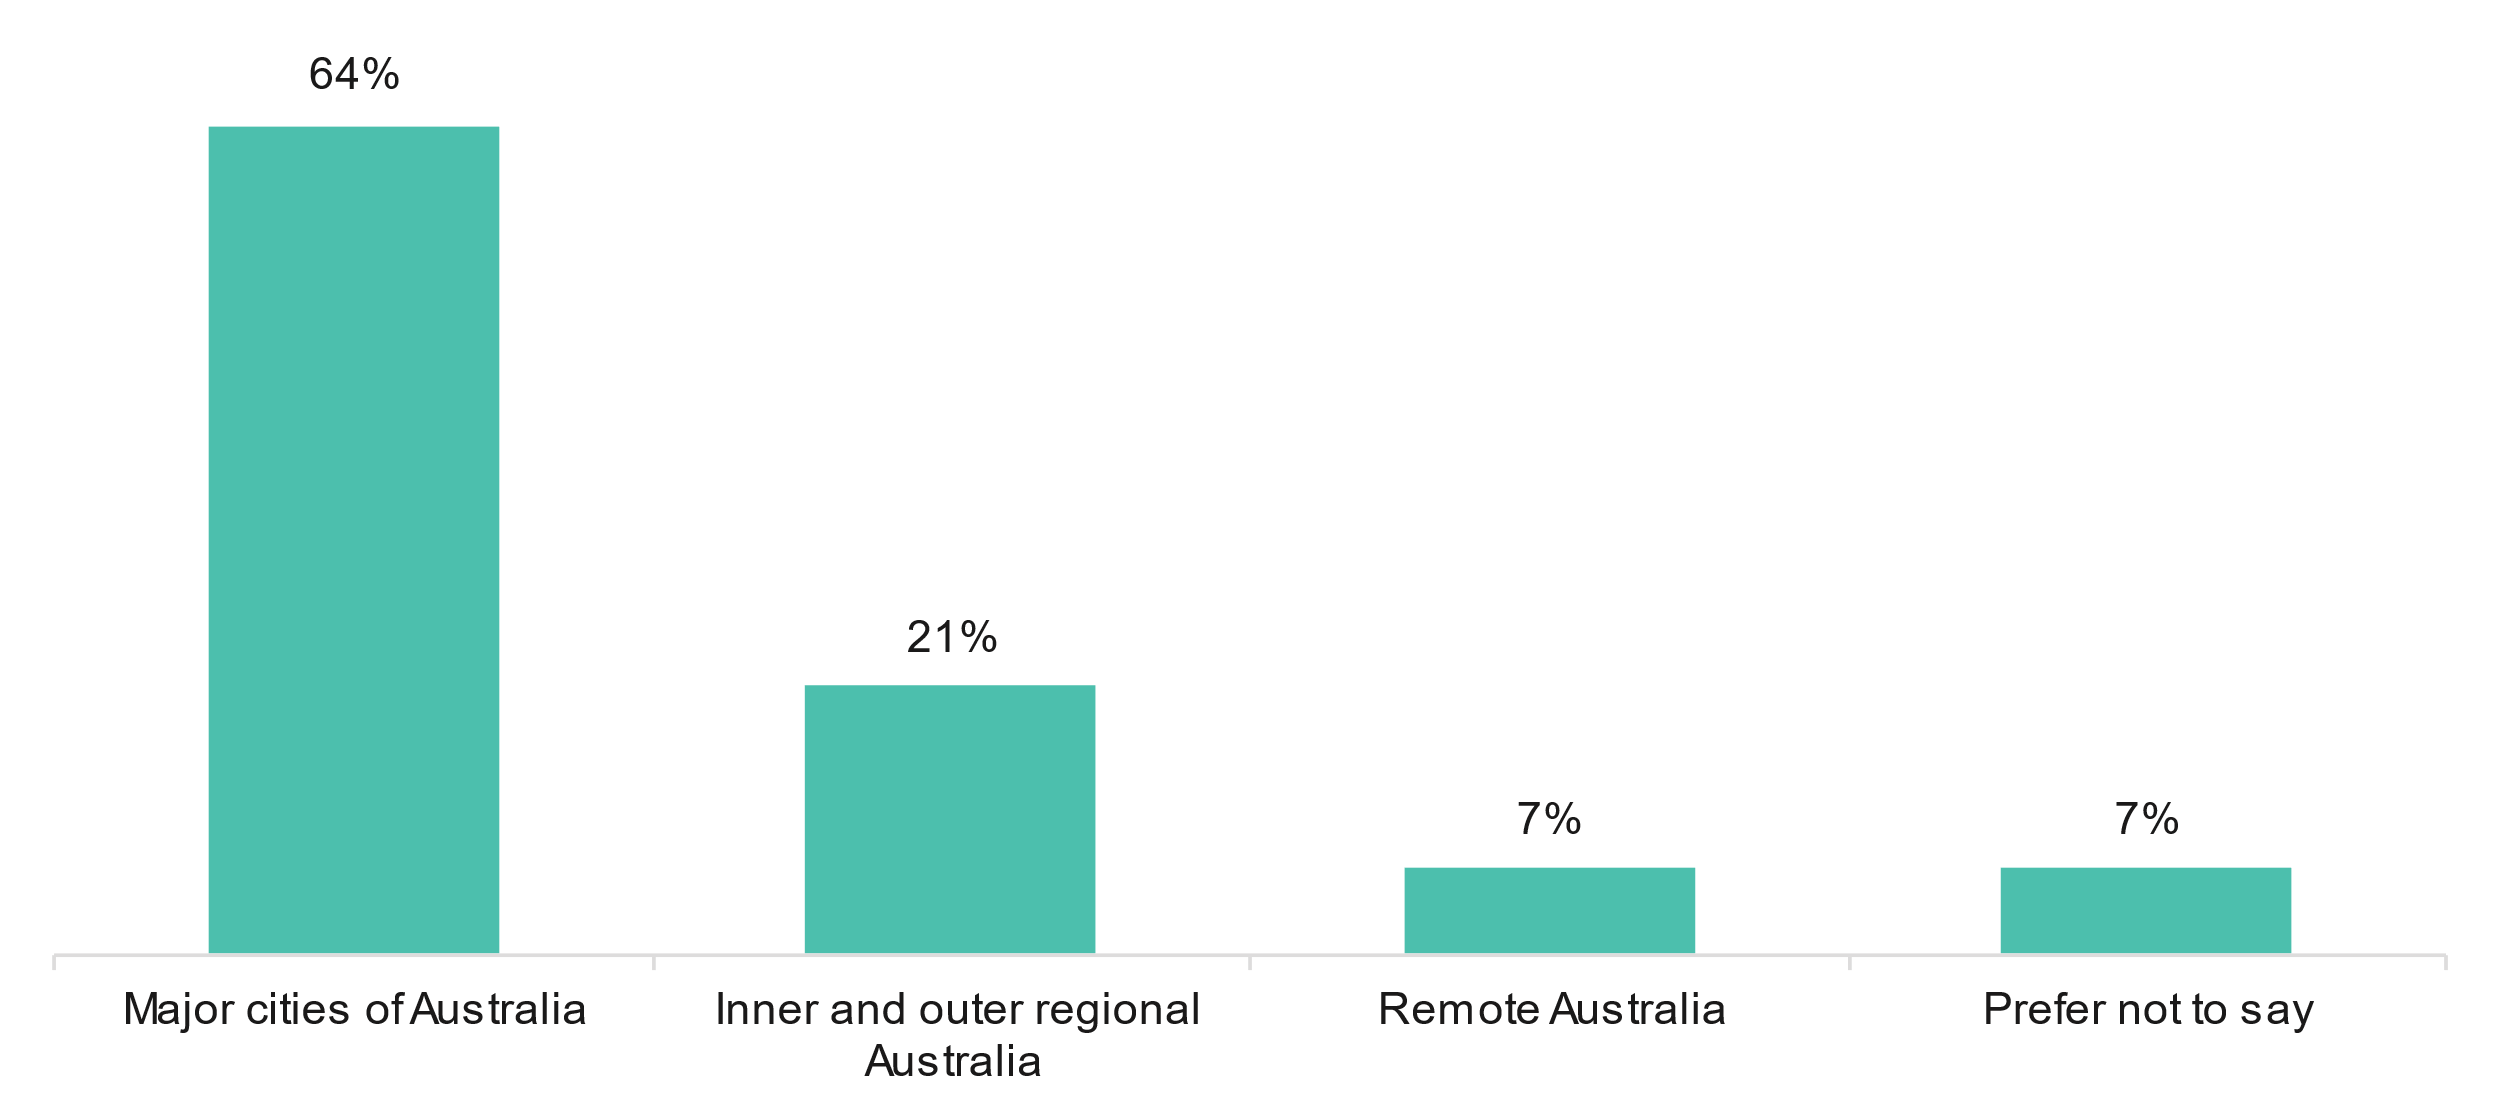 64%
21%
7%
7%
Major cities of Australia
Inner and outer regional
Australia
Remote Australia
Prefer not to say